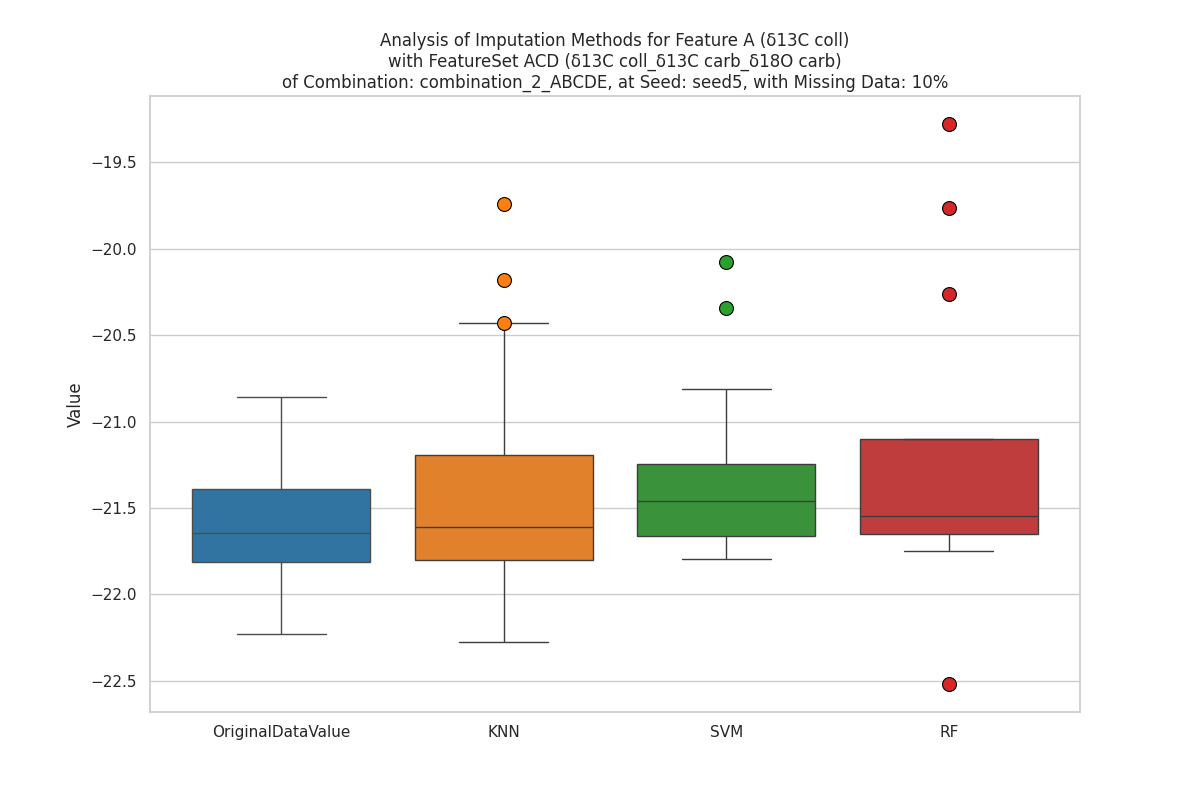 Analysis of Imputation Methods for Feature A (δ13C coll)
with FeatureSet ACD (δ13C coll_δ13C carb_δ18O carb)
of Combination: combination_2_ABCDE, at Seed: seed5, with Missing Data: 10%
−19.5
−20.0
−20.5
−21.0
−21.5
−22.0
−22.5
Value
OriginalDataValue
KNN
SVM
RF